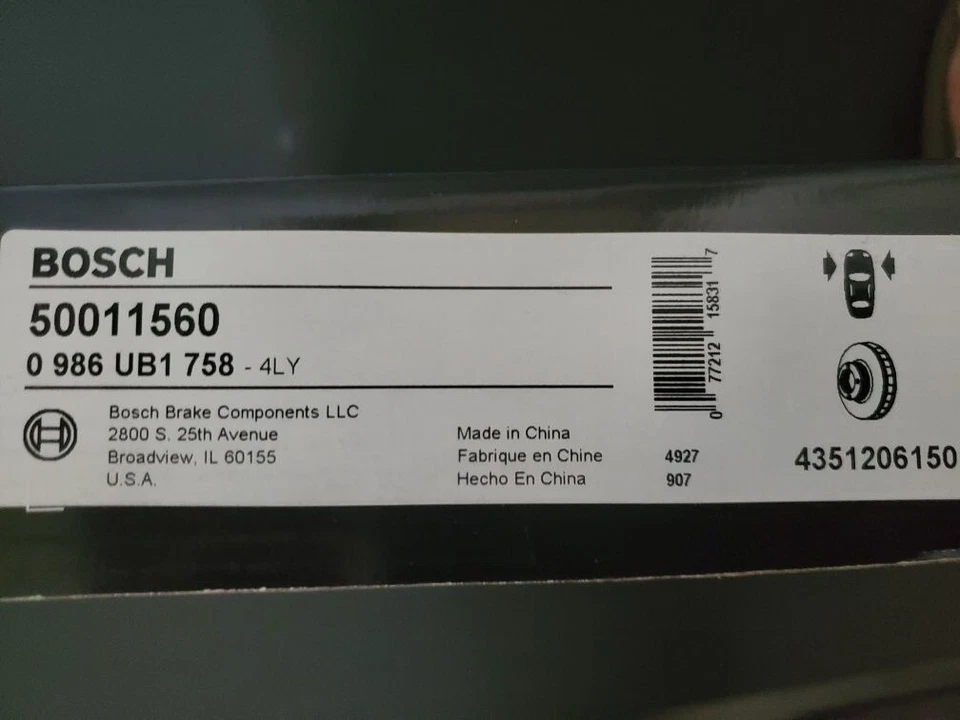 BOSCH
50011560
0 986 UB1 758 - 4LY
Bosch Brake Components LLC
2800 S. 25th Avenue
Broadview, IL 60155
U.S.A.
Made in China
Fabrique en Chine
Hecho En China
0 77212 15831 7
4927
907
4351206150